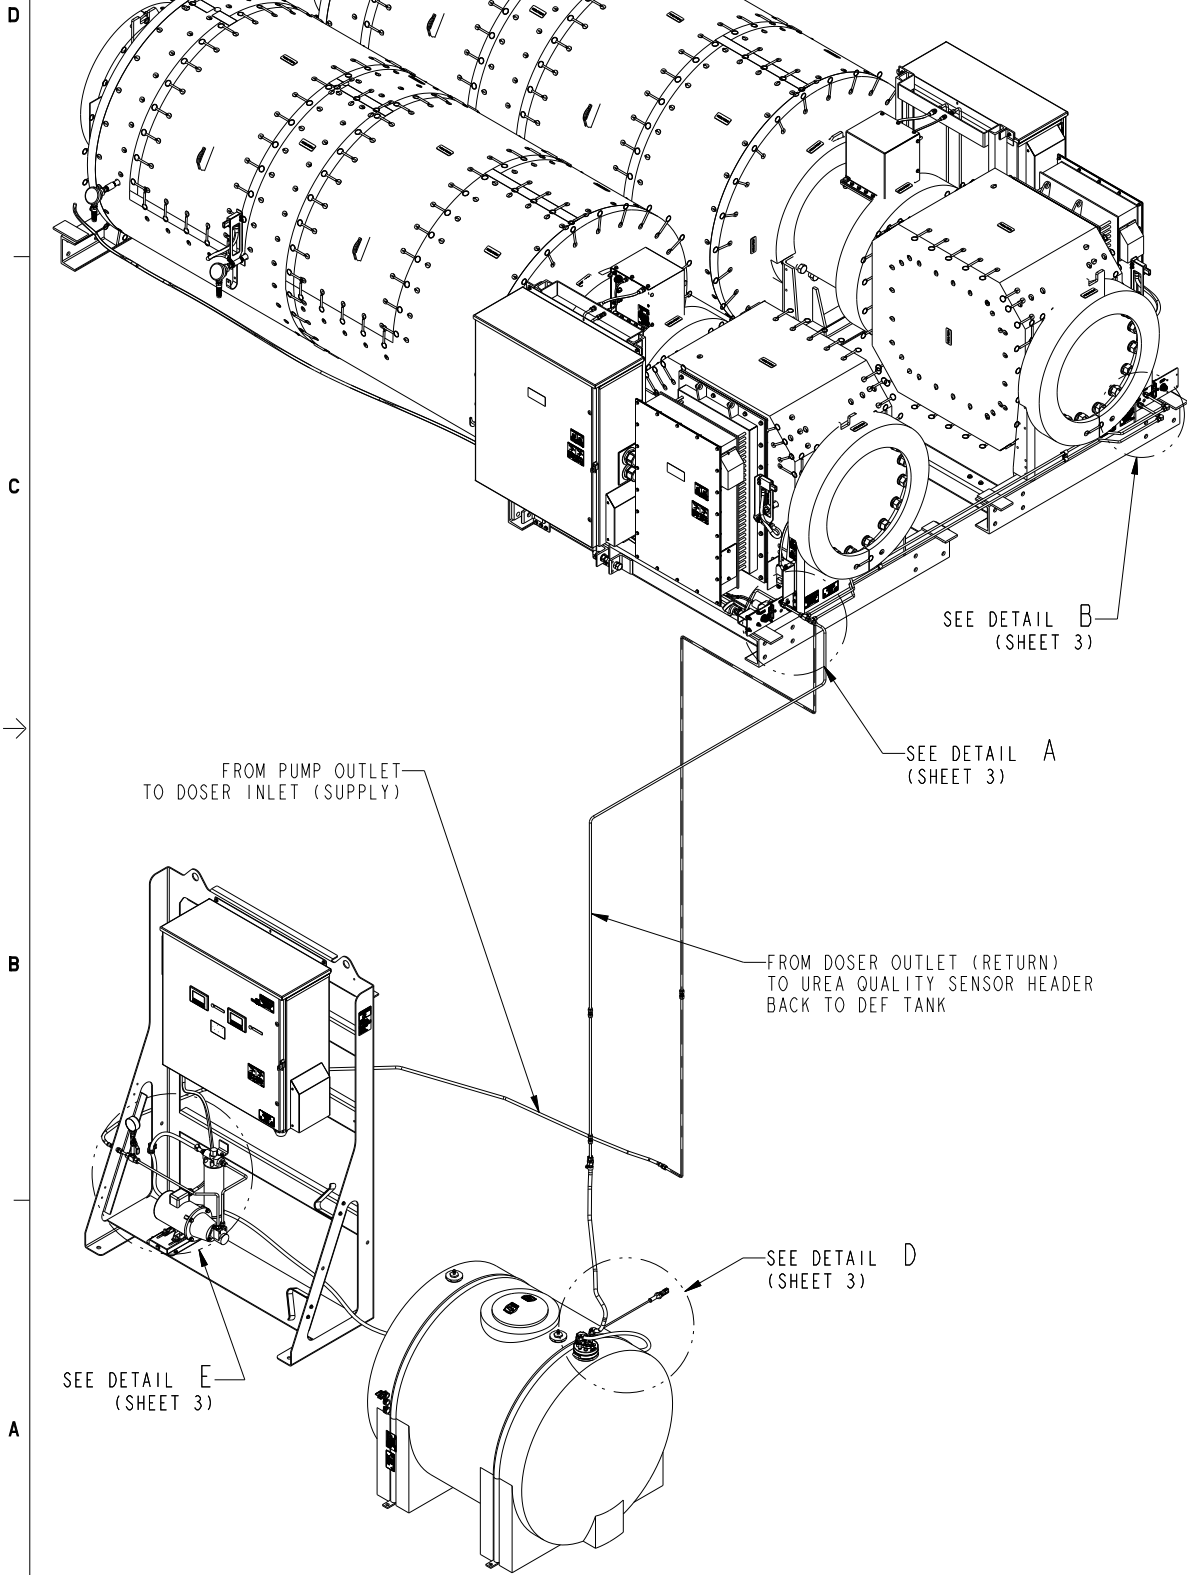 D
C
SEE DETAIL B
(SHEET 3)
SEE DETAIL A
(SHEET 3)
FROM PUMP OUTLET
TO DOSER INLET (SUPPLY)
B
FROM DOSER OUTLET (RETURN)
TO UREA QUALITY SENSOR HEADER
BACK TO DEF TANK
SEE DETAIL D
(SHEET 3)
SEE DETAIL E
(SHEET 3)
A